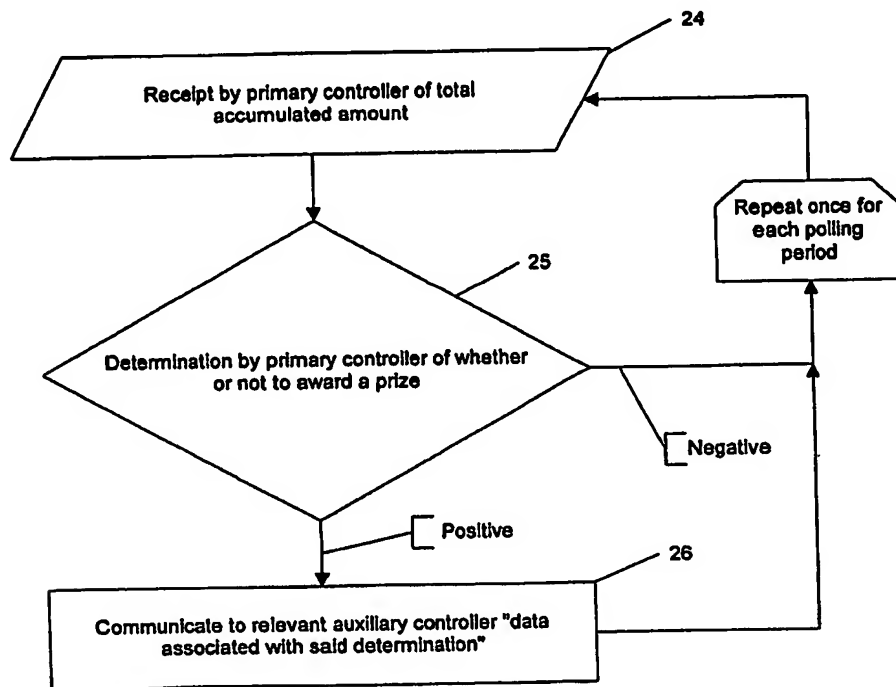 24
Receipt by primary controller of total
accumulated amount
Repeat once for
each polling
period
25
Determination by primary controller of whether
or not to award a prize
Negative
Positive
26
Communicate to relevant auxiliary controller "data
associated with said determination"